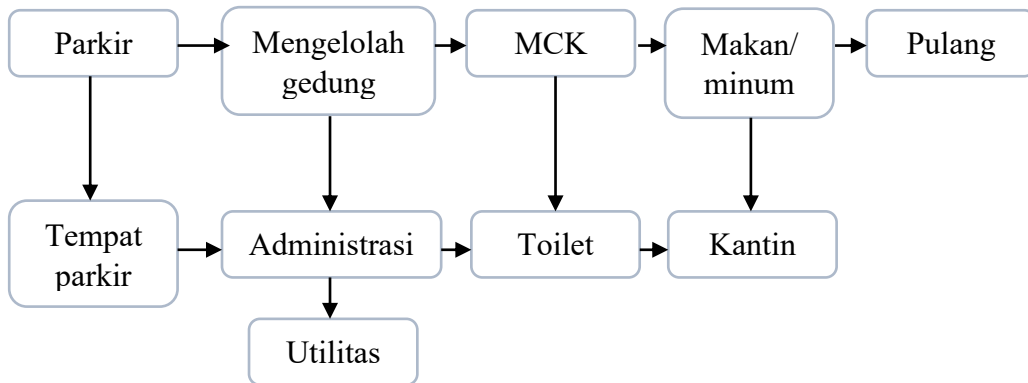 Parkir
Mengelolah
gedung
MCK
Makan/
minum
Pulang
Tempat
parkir
Administrasi
Toilet
Kantin
Utilitas